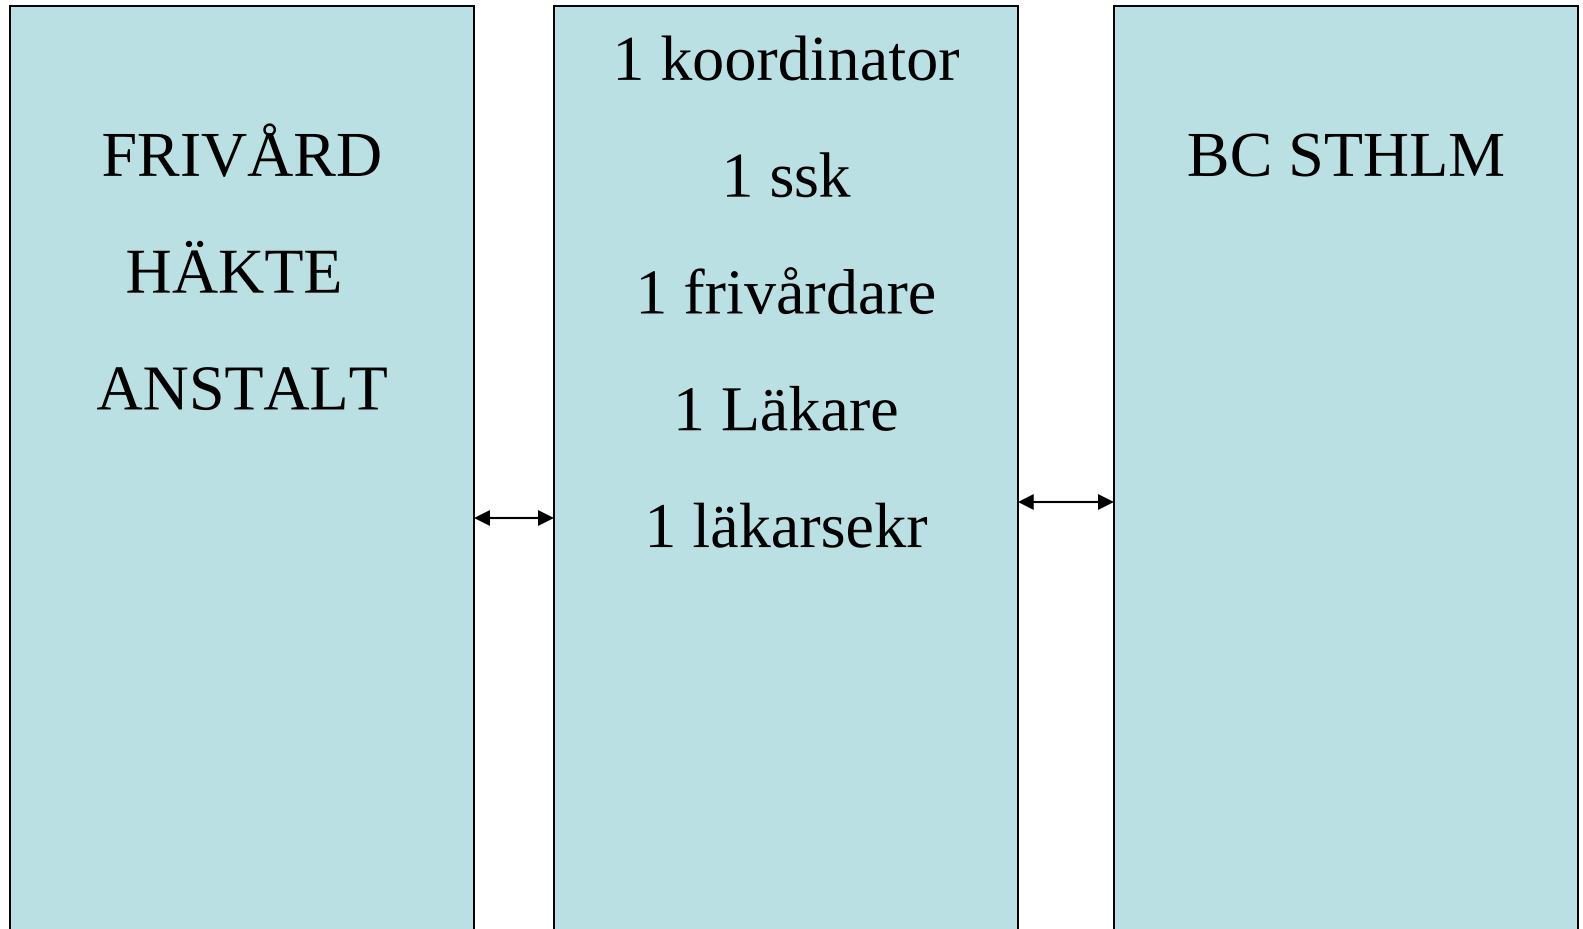 FRIVÅRD
HÄKTE
ANSTALT
1 koordinator
1 ssk
1 frivårdare
1 Läkare
1 läkarsekr
BC STHLM